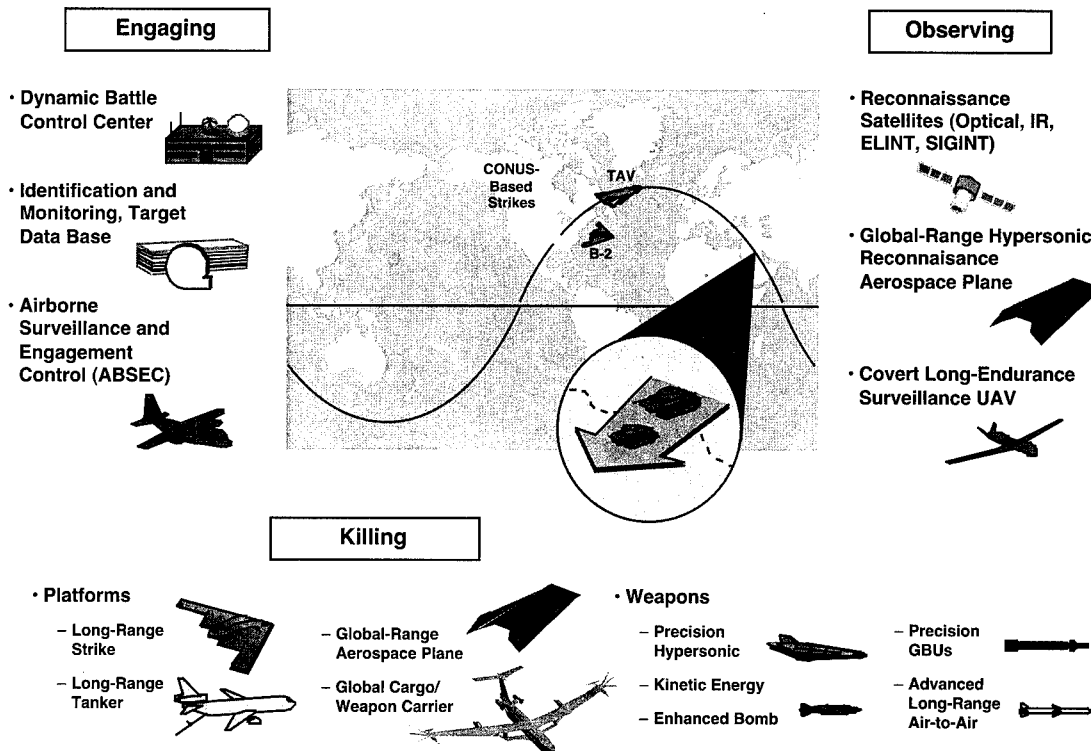 Engaging
• Dynamic Battle
Control Center
• Identification and
Monitoring, Target
Data Base
• Airborne
Surveillance and
Engagement
Control (ABSEC)
CONUS-
Based
Strikes
TAV
B-2
Observing
• Reconnaissance
Satellites (Optical, IR,
ELINT, SIGINT)
• Global-Range Hypersonic
Reconnaisance
Aerospace Plane
• Covert Long-Endurance
Surveillance UAV
Killing
• Platforms
– Long-Range
Strike
– Long-Range
Tanker
– Global-Range
Aerospace Plane
– Global Cargo/
Weapon Carrier
• Weapons
– Precision
Hypersonic
– Kinetic Energy
– Enhanced Bomb
– Precision
GBUs
– Advanced
Long-Range
Air-to-Air